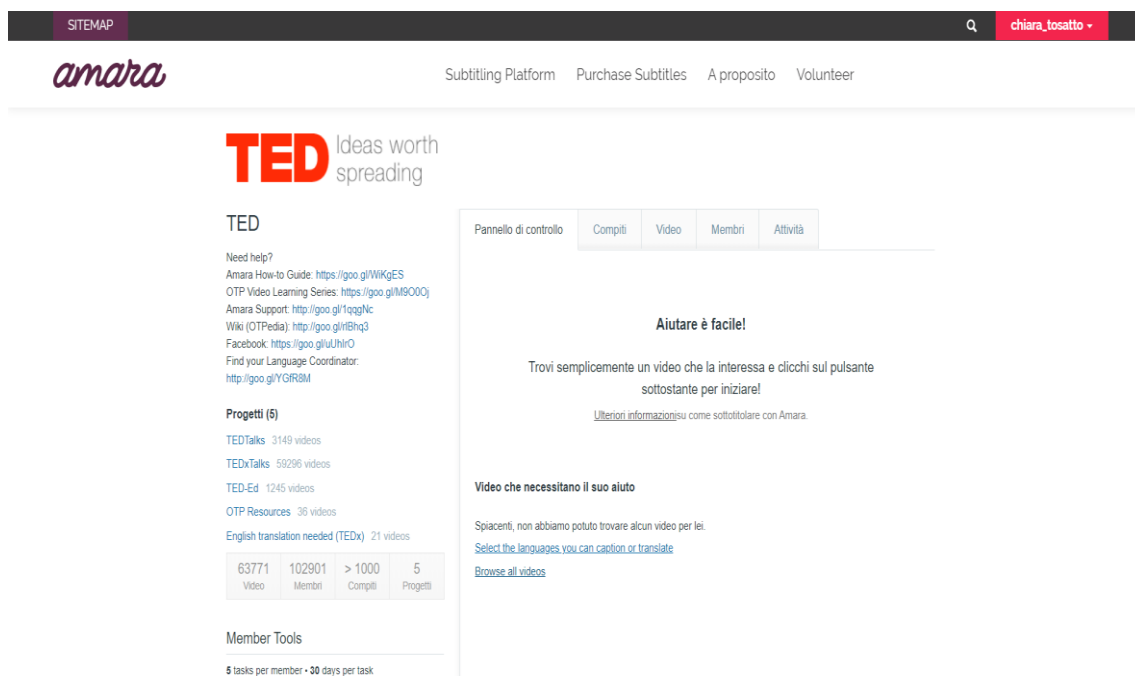 SITEMAP
chiara_tosatto
amara
Subtitling Platform Purchase Subtitles A proposito Volunteer
TED Ideas worth
spreading
TED
Need help?
Amara How-to Guide: https://goo.gl/WiKgES
OTP Video Learning Series: https://goo.gl/M9O0Oj
Amara Support: http://goo.gl/1qqgNc
Wiki (OTPedia): http://goo.gl/rlBhq3
Facebook: https://goo.gl/uUhIrO
Find your Language Coordinator:
http://goo.gl/YGfR8M
Progetti (5)
TEDTalks 3149 videos
TEDxTalks 59296 videos
TED-Ed 1245 videos
OTP Resources 36 videos
English translation needed (TEDx) 21 videos
63771 102901 > 1000 5
Video Membri Compiti Progetti
Member Tools
5 tasks per member • 30 days per task
Pannello di controllo Compiti Video Membri Attività
Aiutare è facile!
Trovi semplicemente un video che la interessa e clicchi sul pulsante
sottostante per iniziare!
Ulteriori informazionisu come sottotitolare con Amara.
Video che necessitano il suo aiuto
Spiacenti, non abbiamo potuto trovare alcun video per lei.
Select the languages you can caption or translate
Browse all videos